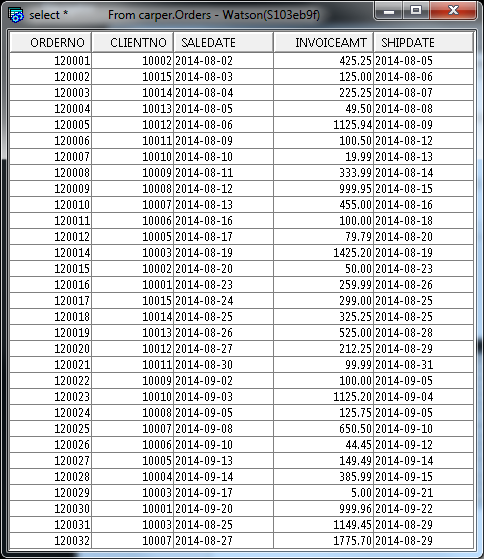 select * From carper.Orders - Watson(S103eb9f)
ORDERNO CLIENTNO SALEDATE INVOICEAMT SHIPDATE
120001 10002 2014-08-02 425.25 2014-08-05
120002 10015 2014-08-03 125.00 2014-08-06
120003 10014 2014-08-04 225.25 2014-08-07
120004 10013 2014-08-05 49.50 2014-08-08
120005 10012 2014-08-06 1125.94 2014-08-09
120006 10011 2014-08-09 100.50 2014-08-12
120007 10010 2014-08-10 19.99 2014-08-13
120008 10009 2014-08-11 333.99 2014-08-14
120009 10008 2014-08-12 999.95 2014-08-15
120010 10007 2014-08-13 455.00 2014-08-16
120011 10006 2014-08-16 100.00 2014-08-18
120012 10005 2014-08-17 79.79 2014-08-20
120014 10003 2014-08-19 1425.20 2014-08-19
120015 10002 2014-08-20 50.00 2014-08-23
120016 10001 2014-08-23 259.99 2014-08-26
120017 10015 2014-08-24 299.00 2014-08-25
120018 10014 2014-08-25 325.25 2014-08-25
120019 10013 2014-08-26 525.00 2014-08-28
120020 10012 2014-08-27 212.25 2014-08-29
120021 10011 2014-08-30 99.99 2014-08-31
120022 10009 2014-09-02 100.00 2014-09-05
120023 10010 2014-09-03 1125.20 2014-09-04
120024 10008 2014-09-05 125.75 2014-09-05
120025 10007 2014-09-08 650.50 2014-09-10
120026 10006 2014-09-10 44.45 2014-09-12
120027 10005 2014-09-13 149.49 2014-09-14
120028 10004 2014-09-14 385.99 2014-09-15
120029 10003 2014-09-17 5.00 2014-09-21
120030 10001 2014-09-20 999.96 2014-09-22
120031 10003 2014-08-25 1149.45 2014-08-29
120032 10007 2014-09-27 1775.70 2014-08-29